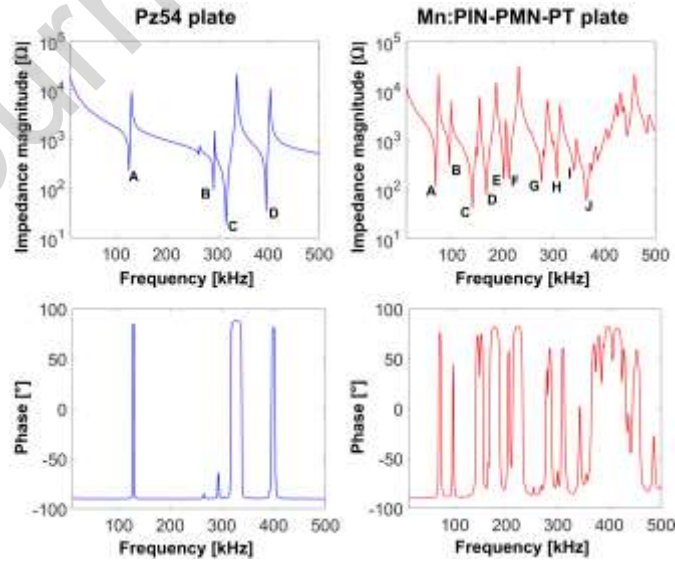 Pz54 plate
Mn:PIN-PMN-PT plate
Impedance magnitude [Ω]
10^5
10^4
10^3
10^2
10^1
A
B
C
D
100
200
300
400
500
Frequency [kHz]
Impedance magnitude [Ω]
10^5
10^4
10^3
10^2
10^1
A
B
C
D
E
F
G
H
I
J
100
200
300
400
500
Frequency [kHz]
Phase [°]
100
50
0
-50
-100
100
200
300
400
500
Frequency [kHz]
Phase [°]
100
50
0
-50
-100
100
200
300
400
500
Frequency [kHz]